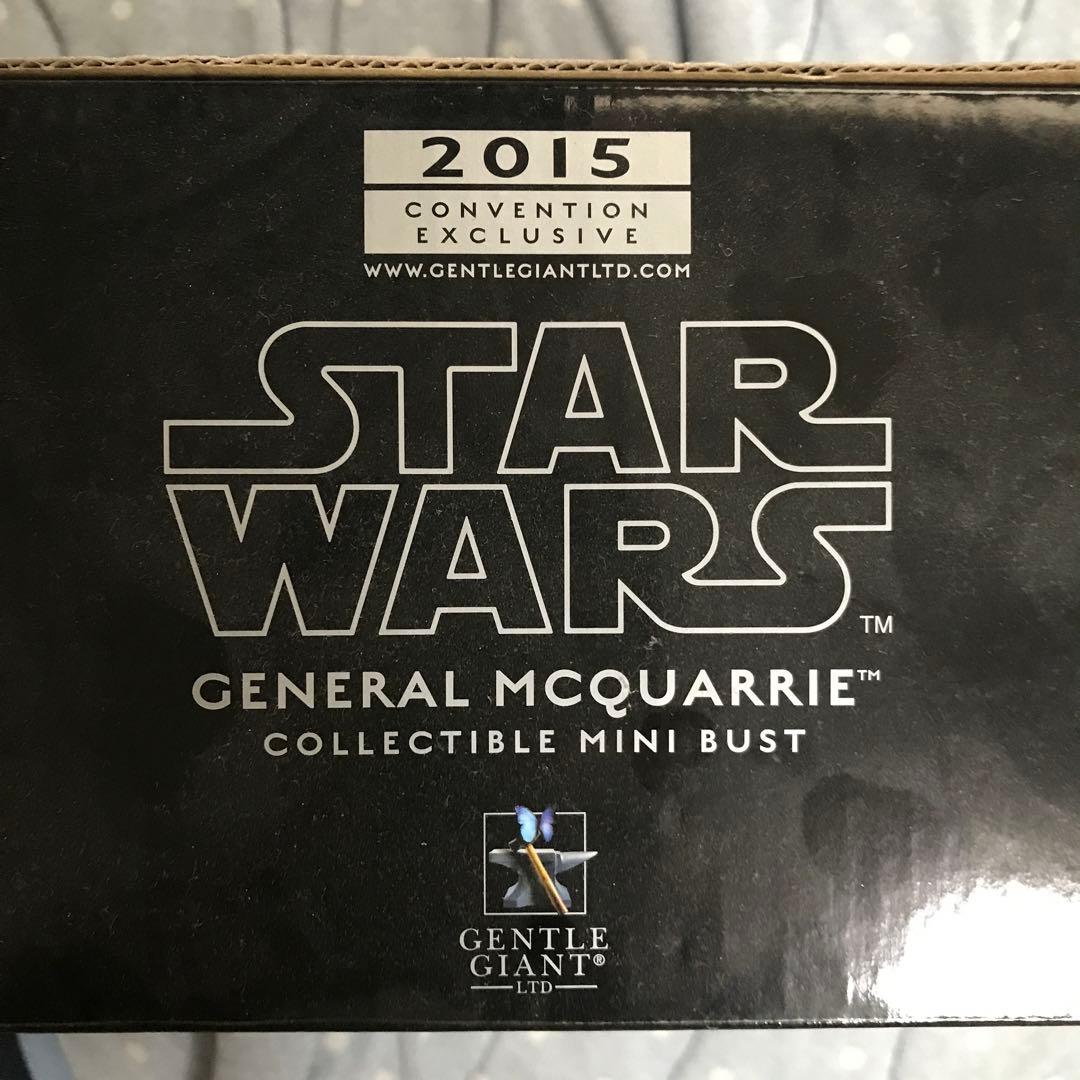 2015
CONVENTION
EXCLUSIVE
WWW.GENTLEGIANTLTD.COM
STAR
WARS TM
GENERAL MCQUARRIE™
COLLECTIBLE MINI BUST
GENTLE
GIANT®
LTD